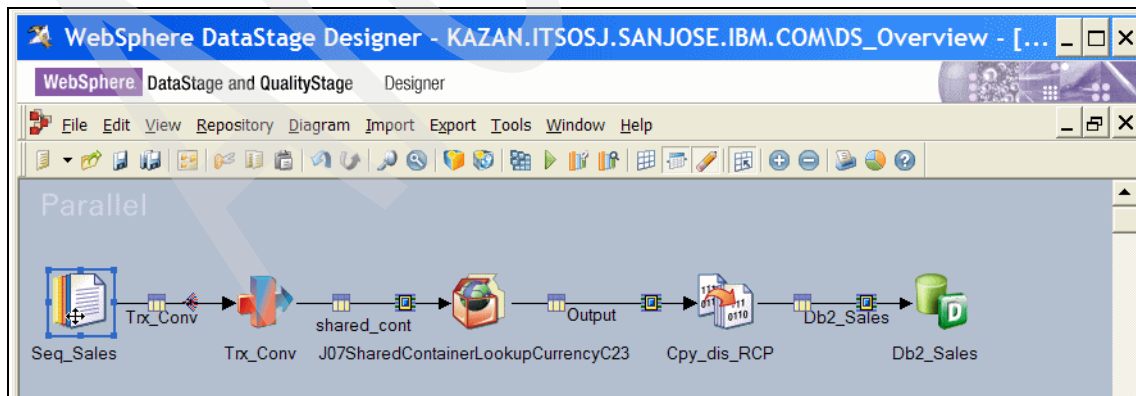 WebSphere DataStage Designer - KAZAN.ITSOSJ.SANJOSE.IBM.COM\DS_Overview - [...
WebSphere DataStage and QualityStage Designer
File Edit View Repository Diagram Import Export Tools Window Help
Parallel
Trx_Conv shared_cont Output Db2_Sales
Seq_Sales Trx_Conv J07SharedContainerLookupCurrencyC23 Cpy_dis_RCP Db2_Sales